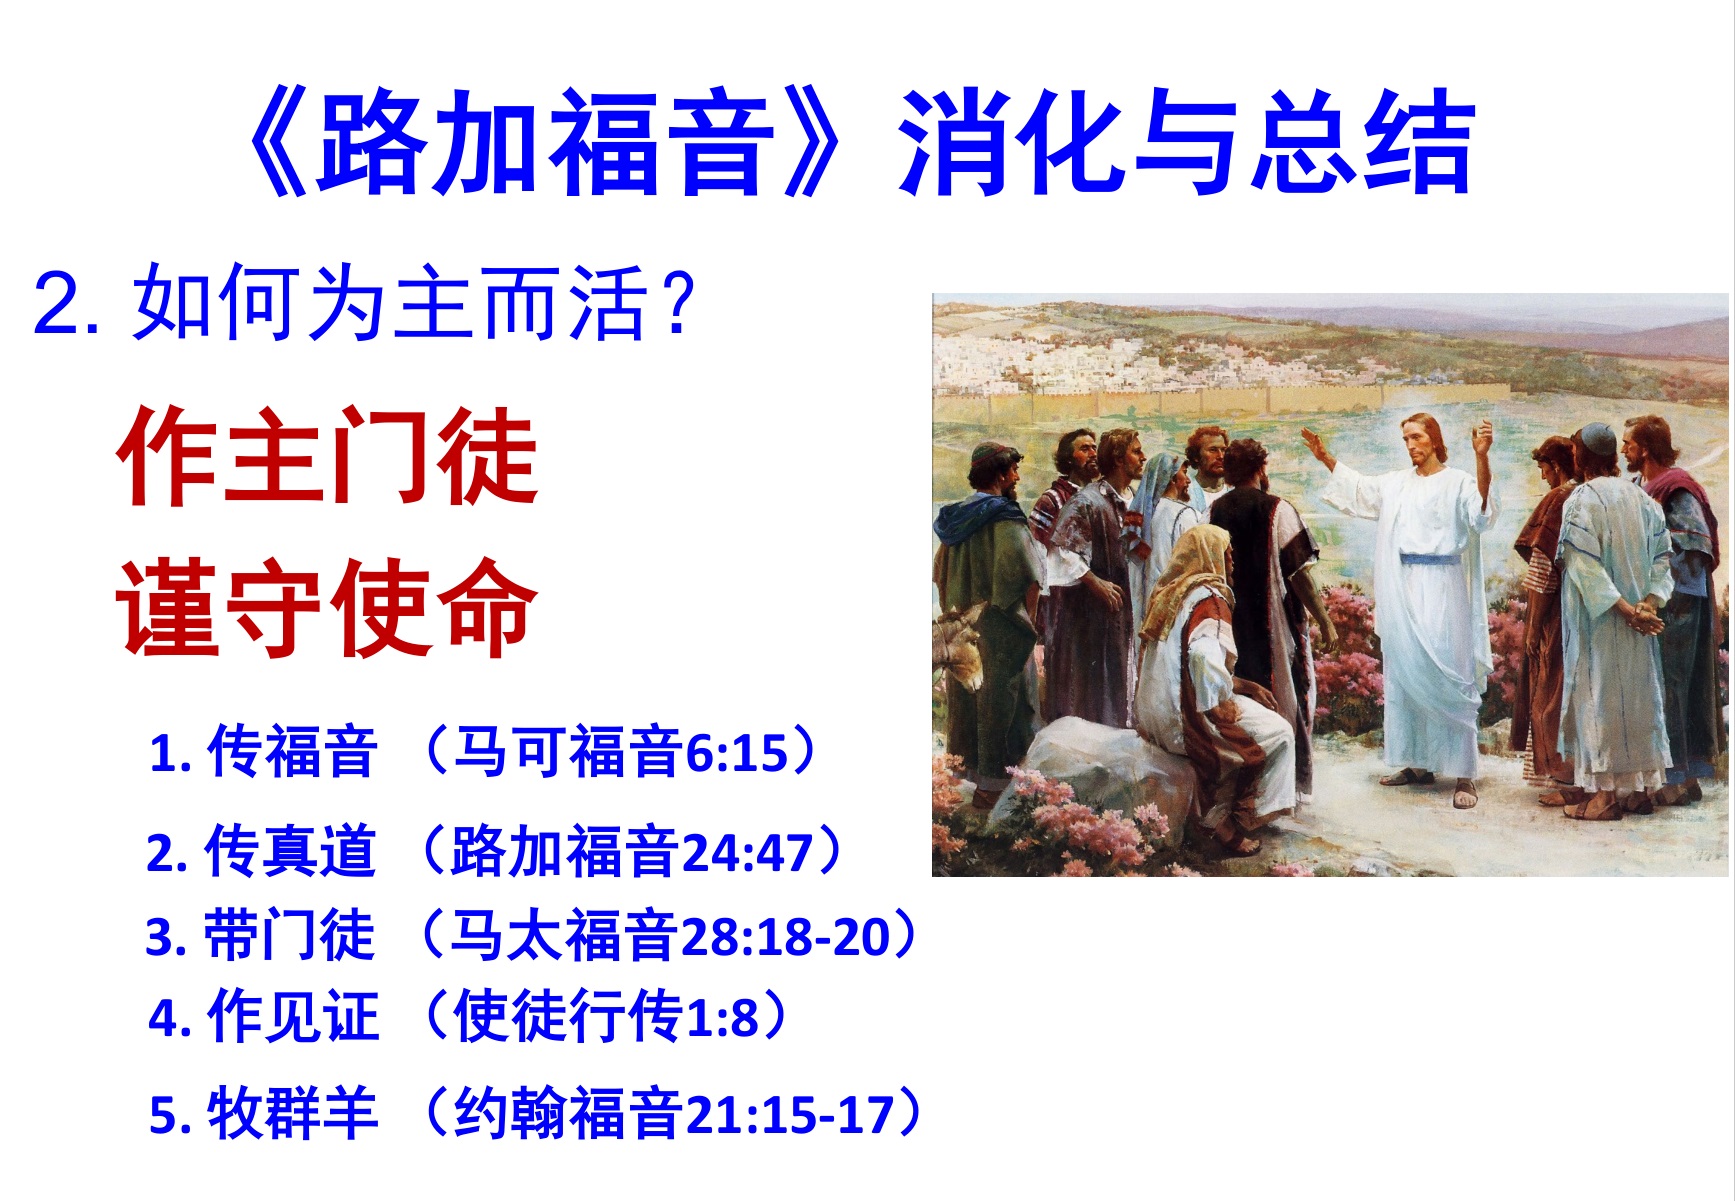 《路加福音》消化与总结
2. 如何为主而活?
作主门徒
谨守使命
1. 传福音 （马可福音6:15）
2. 传真道 （路加福音24:47）
3. 带门徒 （马太福音28:18-20）
4. 作见证 （使徒行传1:8）
5. 牧群羊 （约翰福音21:15-17）